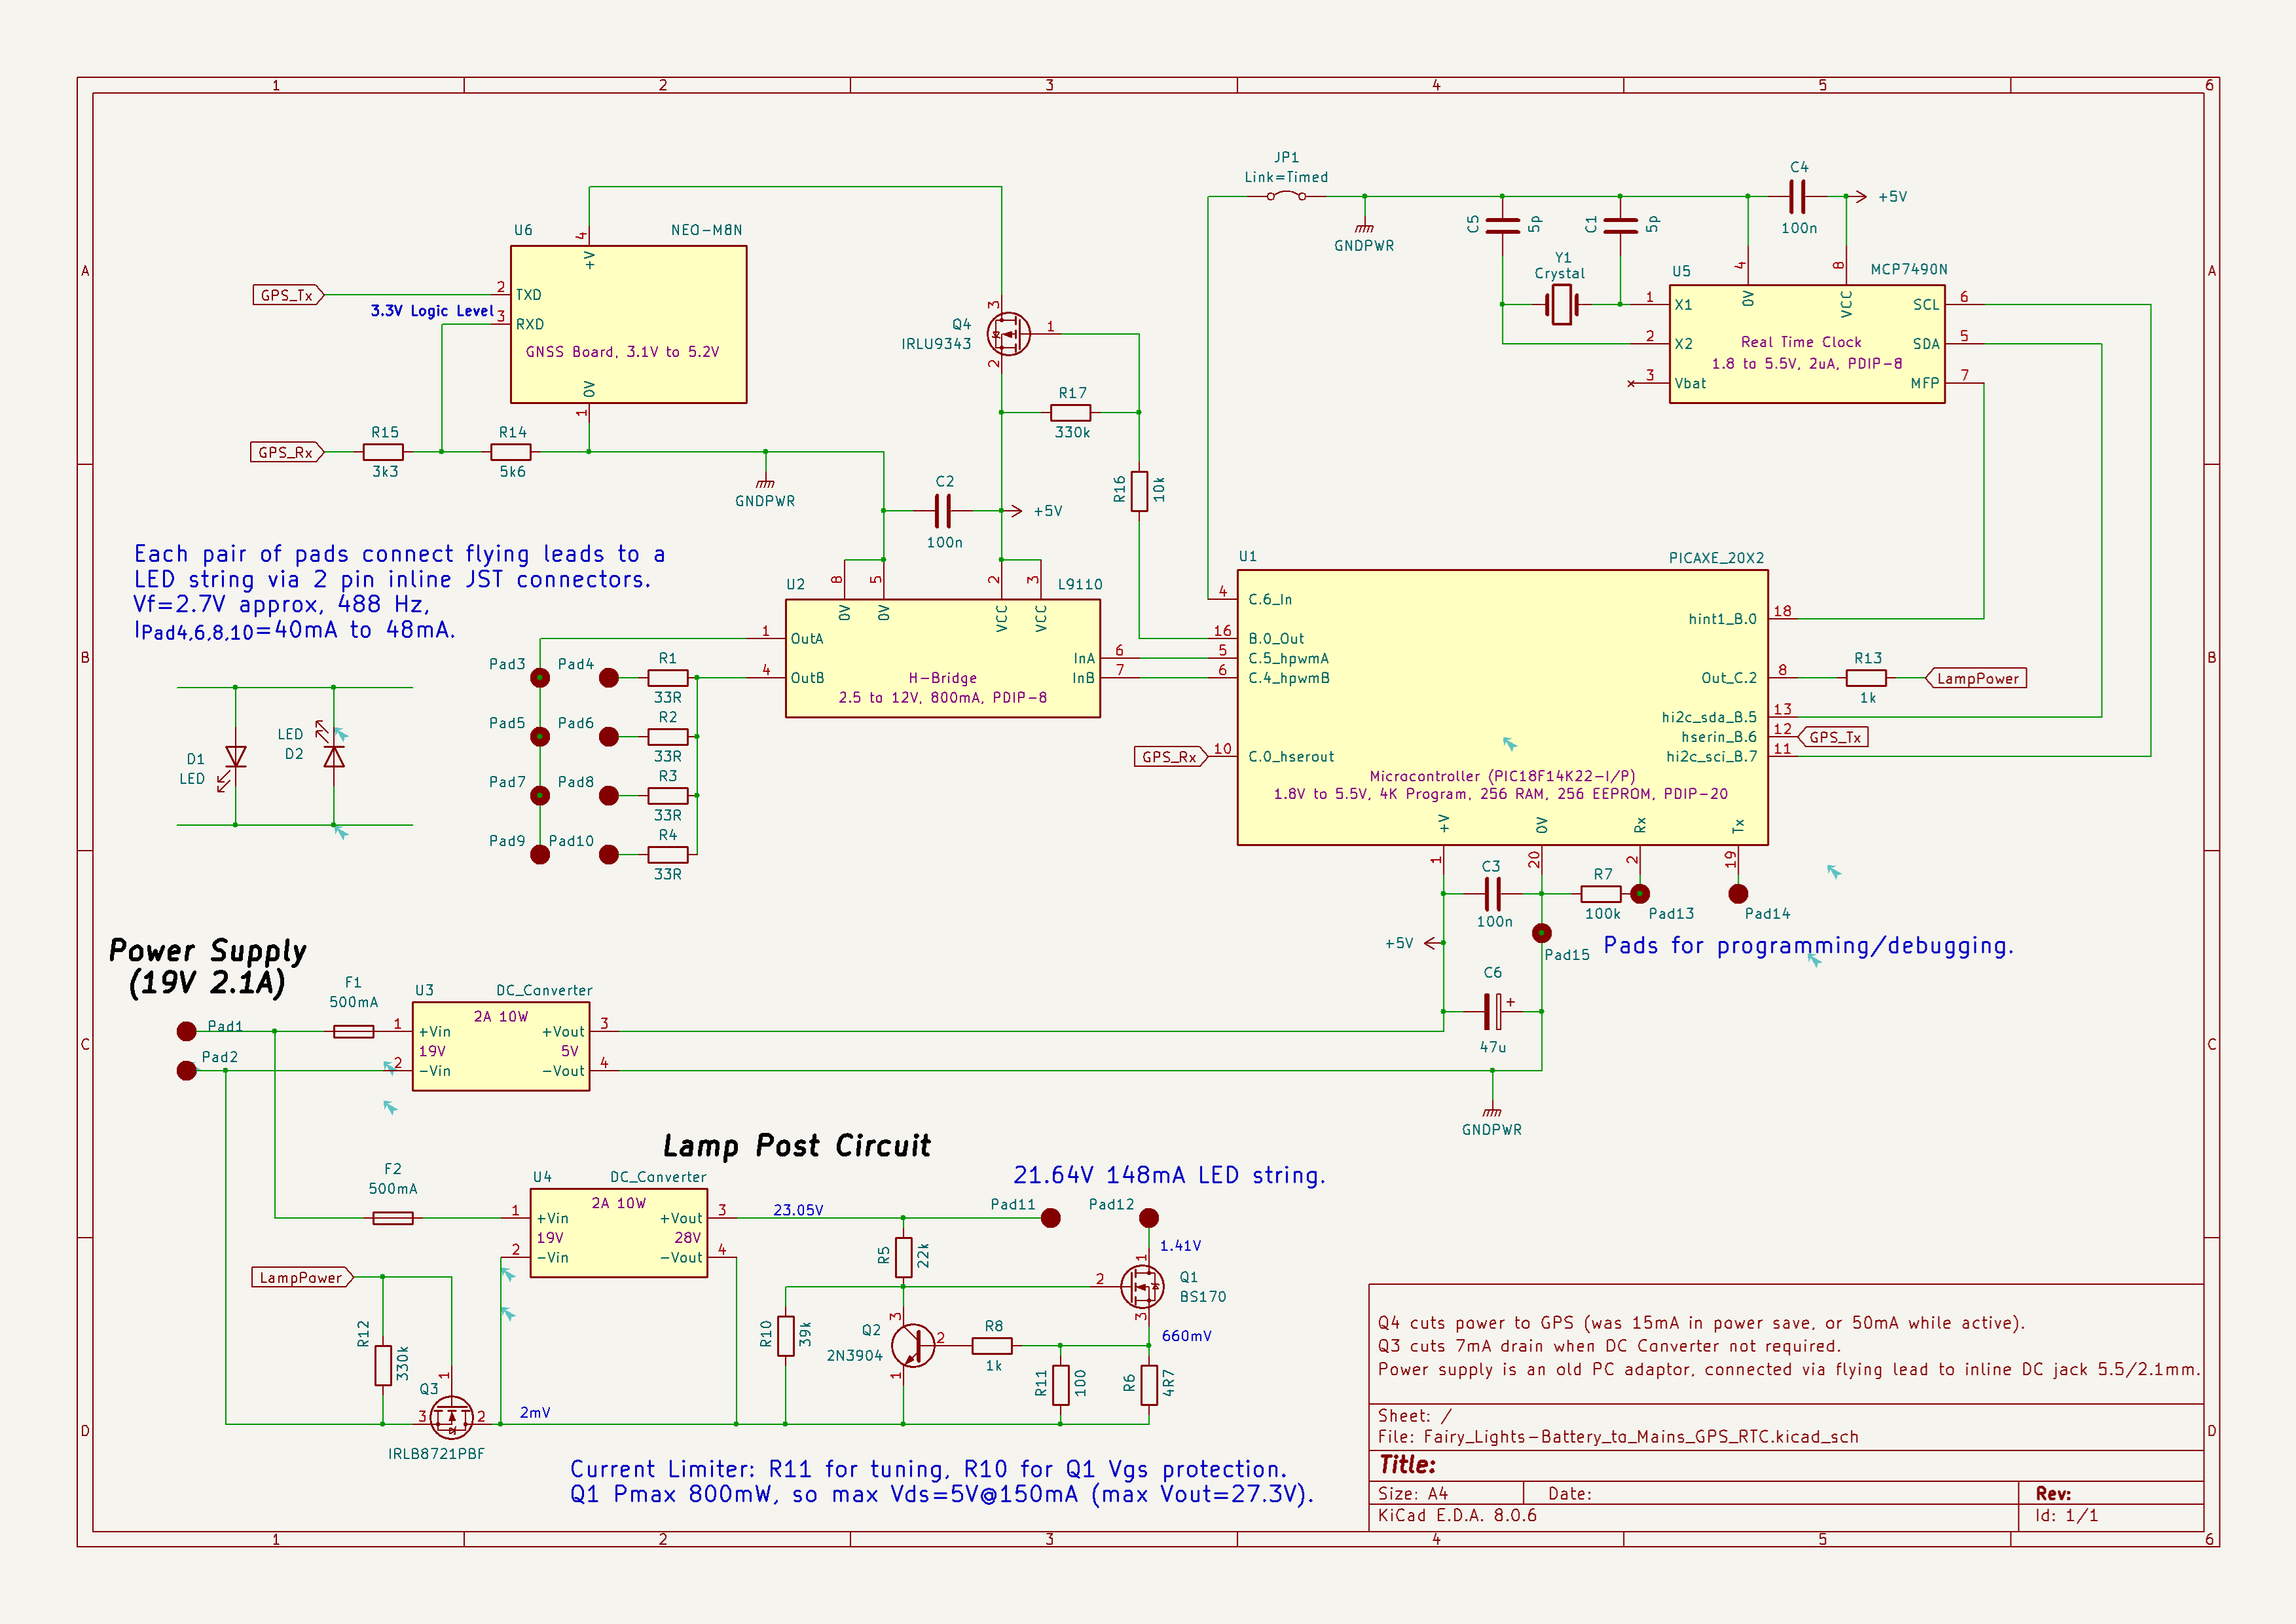 1 2 3 4 5 6
A
B
C
D
JP1
Link=Timed
GNDPWR
C5
5p
C1
5p
C4
100n
+5V
Y1
Crystal
U5
MCP7490N
4
8
0V
VCC
1
X1
2
X2
3
Vbat
SCL
6
SDA
5
MFP
7
Real Time Clock
1.8 to 5.5V, 2uA, PDIP-8
U6
NEO-M8N
4
+V
GPS_Tx
2
TXD
3.3V Logic Level
3
RXD
GNSS Board, 3.1V to 5.2V
0V
1
GPS_Rx
R15
3k3
R14
5k6
GNDPWR
Q4
IRLU9343
3
1
2
R17
330k
R16
10k
C2
100n
+5V
Each pair of pads connect flying leads to a
LED string via 2 pin inline JST connectors.
Vf=2.7V approx, 488 Hz,
IPad4,6,8,10=40mA to 48mA.
D1
LED
LED
D2
U2
L9110
8
5
2
3
0V
0V
VCC
VCC
1
OutA
4
OutB
InA
6
InB
7
H-Bridge
2.5 to 12V, 800mA, PDIP-8
Pad3
Pad4
R1
33R
Pad5
Pad6
R2
33R
Pad7
Pad8
R3
33R
Pad9
Pad10
R4
33R
U1
PICAXE_20X2
4
C.6_In
16
B.0_Out
5
C.5_hpwmA
6
C.4_hpwmB
GPS_Rx
10
C.0_hserout
hint1_B.0
18
Out_C.2
8
R13
1k
LampPower
hi2c_sda_B.5
13
hserin_B.6
12
GPS_Tx
hi2c_sci_B.7
11
Microcontroller (PIC18F14K22-I/P)
1.8V to 5.5V, 4K Program, 256 RAM, 256 EEPROM, PDIP-20
+V
0V
Rx
Tx
1
20
2
19
C3
100n
R7
100k
Pad13
Pad14
+5V
Pad15
Pads for programming/debugging.
C6
47u
GNDPWR
Power Supply
(19V 2.1A)
Pad1
Pad2
F1
500mA
U3
DC_Converter
2A 10W
1
+Vin
19V
2
-Vin
+Vout
3
5V
-Vout
4
Lamp Post Circuit
21.64V 148mA LED string.
F2
500mA
U4
DC_Converter
2A 10W
1
+Vin
19V
2
-Vin
+Vout
3
28V
-Vout
4
23.05V
Pad11
Pad12
1.41V
R5
22k
1
2
3
Q1
BS170
660mV
LampPower
R12
330k
Q3
1
3
2
IRLB8721PBF
2mV
R10
39k
Q2
2N3904
3
2
1
R8
1k
R11
100
R6
4R7
Current Limiter: R11 for tuning, R10 for Q1 Vgs protection.
Q1 Pmax 800mW, so max Vds=5V@150mA (max Vout=27.3V).
Q4 cuts power to GPS (was 15mA in power save, or 50mA while active).
Q3 cuts 7mA drain when DC Converter not required.
Power supply is an old PC adaptor, connected via flying lead to inline DC jack 5.5/2.1mm.
Sheet: /
File: Fairy_Lights-Battery_to_Mains_GPS_RTC.kicad_sch
Title:
Size: A4
Date:
Rev:
KiCad E.D.A. 8.0.6
Id: 1/1
A
B
C
D
1 2 3 4 5 6